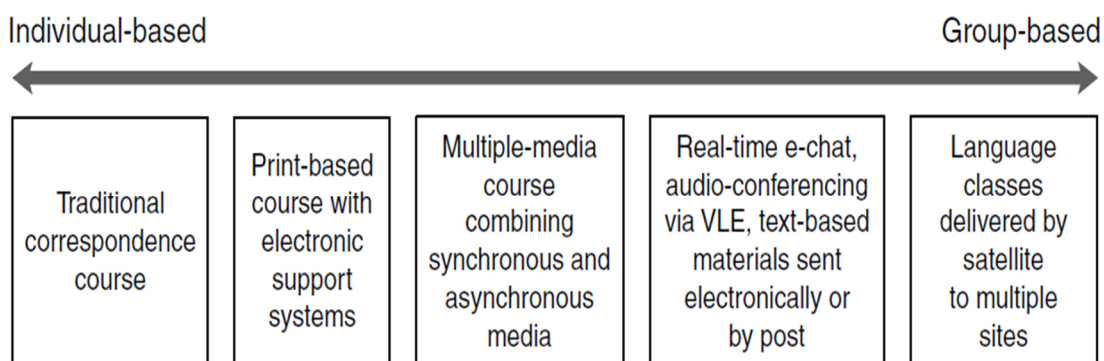 Individual-based
Group-based
Traditional
correspondence
course
Print-based
course with
electronic
support
systems
Multiple-media
course
combining
synchronous and
asynchronous
media
Real-time e-chat,
audio-conferencing
via VLE, text-based
materials sent
electronically or
by post
Language
classes
delivered by
satellite
to multiple
sites